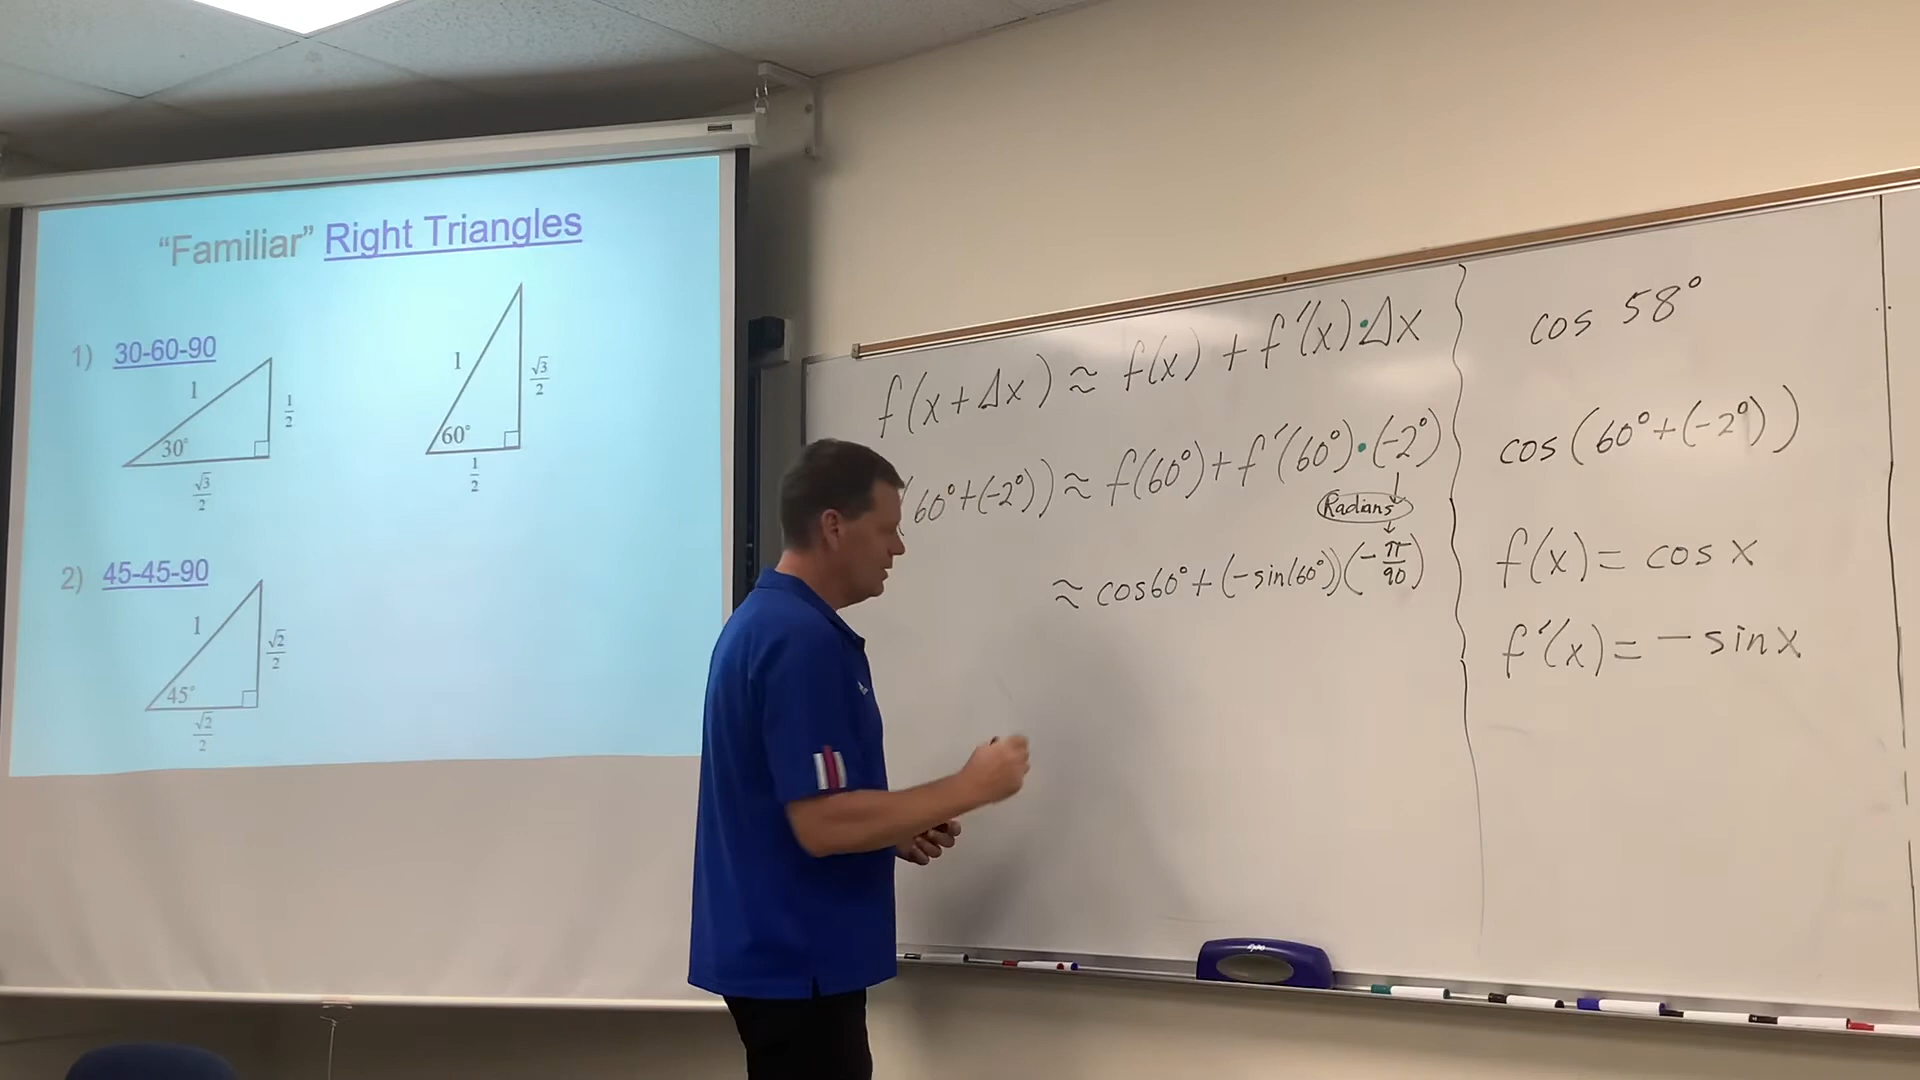 “Familiar” Right Triangles
1) 30-60-90
1
1/2
30°
√3/2
1
√3/2
60°
1/2
2) 45-45-90
1
√2/2
45°
√2/2
f(x+Δx) ≈ f(x) + f′(x)·Δx
(60°+(-2°)) ≈ f(60°)+f′(60°)·(-2°)
Radians
≈ cos60°+(-sin(60°))(-π/90)
cos 58°
cos(60°+(-2°))
f(x) = cos x
f′(x) = -sin x
expo